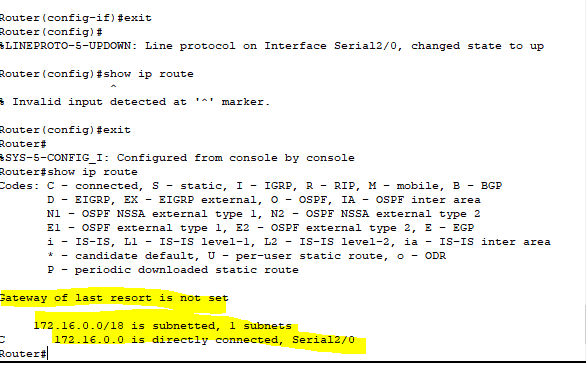 Router(config-if)#exit
Router(config)#
%LINEPROTO-5-UPDOWN: Line protocol on Interface Serial2/0, changed state to up
Router(config)#show ip route
^
% Invalid input detected at '^' marker.
Router(config)#exit
Router#
%SYS-5-CONFIG_I: Configured from console by console
Router#show ip route
Codes: C - connected, S - static, I - IGRP, R - RIP, M - mobile, B - BGP
D - EIGRP, EX - EIGRP external, O - OSPF, IA - OSPF inter area
N1 - OSPF NSSA external type 1, N2 - OSPF NSSA external type 2
E1 - OSPF external type 1, E2 - OSPF external type 2, E - EGP
i - IS-IS, L1 - IS-IS level-1, L2 - IS-IS level-2, ia - IS-IS inter area
* - candidate default, U - per-user static route, o - ODR
P - periodic downloaded static route
Gateway of last resort is not set
172.16.0.0/18 is subnetted, 1 subnets
C 172.16.0.0 is directly connected, Serial2/0
Router#